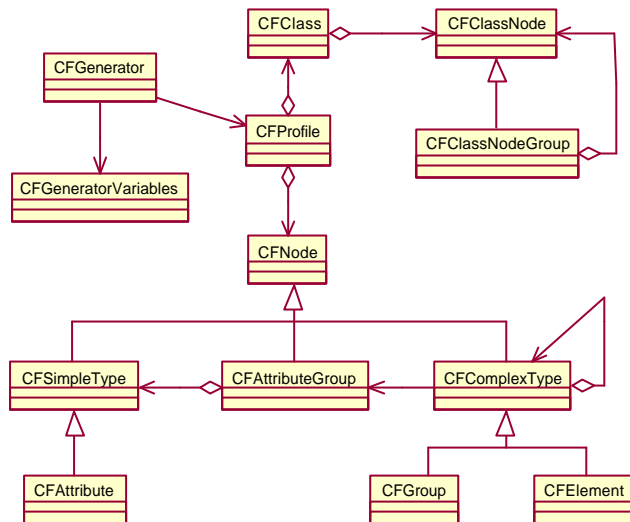 CFClass
CFClassNode
CFGenerator
CFProfile
CFClassNodeGroup
CFGeneratorVariables
CFNode
CFSimpleType
CFAttributeGroup
CFComplexType
CFAttribute
CFGroup
CFElement